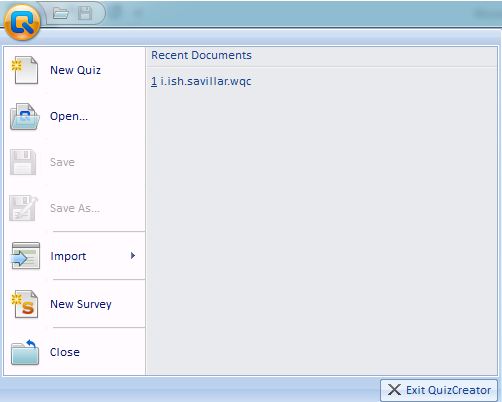 Recent Documents
1 i.ish.savillar.wqc
New Quiz
Open...
Save
Save As...
Import
New Survey
Close
Exit QuizCreator